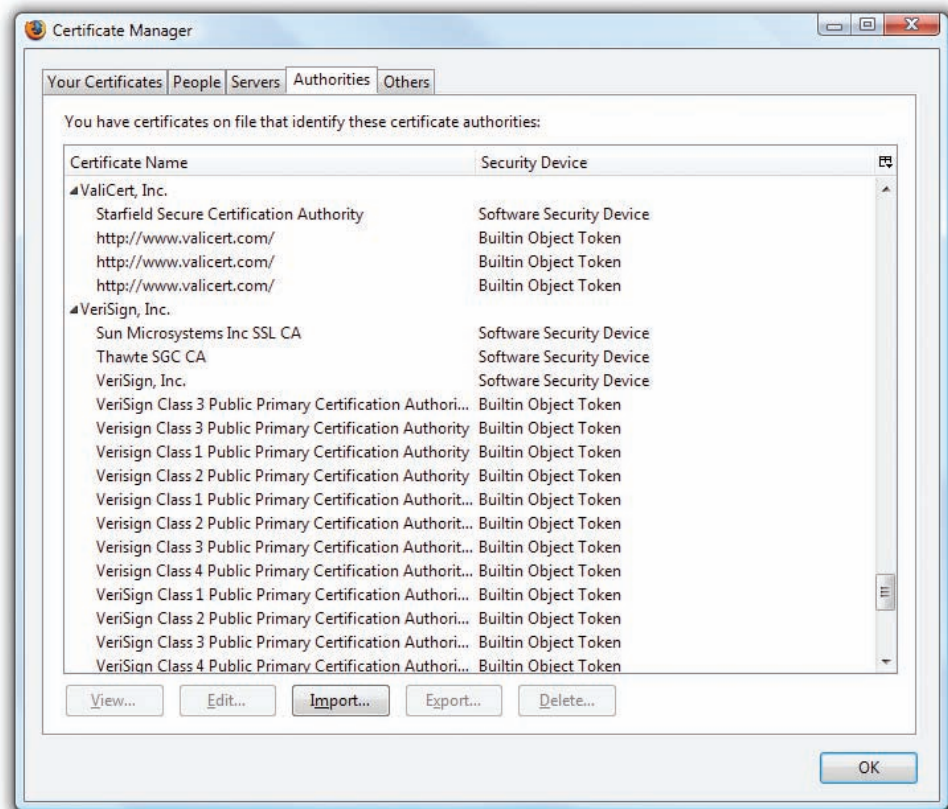 Certificate Manager
Your Certificates People Servers Authorities Others
You have certificates on file that identify these certificate authorities:
Certificate Name Security Device
ValiCert, Inc.
Starfield Secure Certification Authority Software Security Device
http://www.valicert.com/ Builtin Object Token
http://www.valicert.com/ Builtin Object Token
http://www.valicert.com/ Builtin Object Token
VeriSign, Inc.
Sun Microsystems Inc SSL CA Software Security Device
Thawte SGC CA Software Security Device
VeriSign, Inc. Software Security Device
VeriSign Class 3 Public Primary Certification Authori... Builtin Object Token
Verisign Class 3 Public Primary Certification Authority Builtin Object Token
Verisign Class 1 Public Primary Certification Authority Builtin Object Token
Verisign Class 2 Public Primary Certification Authority Builtin Object Token
Verisign Class 1 Public Primary Certification Authorit... Builtin Object Token
Verisign Class 2 Public Primary Certification Authorit... Builtin Object Token
Verisign Class 3 Public Primary Certification Authorit... Builtin Object Token
Verisign Class 4 Public Primary Certification Authorit... Builtin Object Token
VeriSign Class 1 Public Primary Certification Authori... Builtin Object Token
VeriSign Class 2 Public Primary Certification Authori... Builtin Object Token
VeriSign Class 3 Public Primary Certification Authori... Builtin Object Token
VeriSign Class 4 Public Primary Certification Authori... Builtin Object Token
View... Edit... Import... Export... Delete...
OK